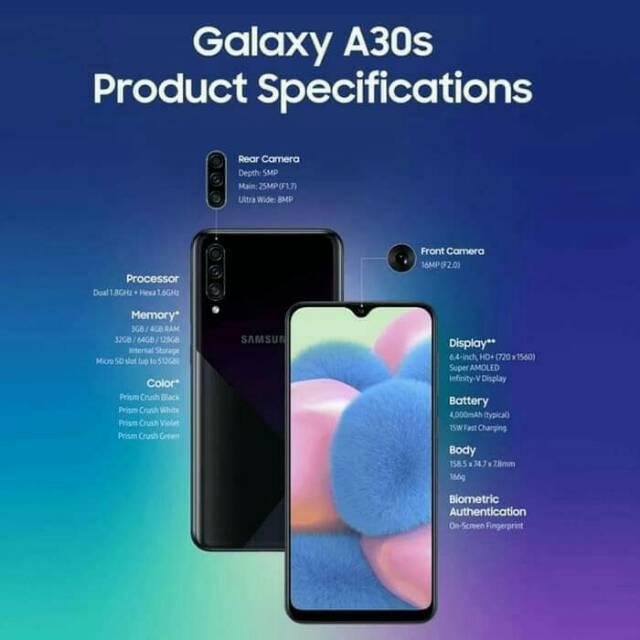 Galaxy A30s
Product Specifications
Rear Camera
Depth: 5MP
Main: 25MP (F1.7)
Ultra Wide: 8MP
Front Camera
16MP (F2.0)
Processor
Dual 1.8GHz + Hexa 1.6GHz
Memory*
3GB / 4GB RAM
32GB / 64GB / 128GB
Internal Storage
Micro SD slot (up to 512GB)
Color*
Prism Crush Black
Prism Crush White
Prism Crush Violet
Prism Crush Green
SAMSUN
Display**
6.4-inch, HD+ (720 x 1560)
Super AMOLED
Infinity-V Display
Battery
4,000mAh (typical)
15W Fast Charging
Body
158.5 x 74.7 x 7.8mm
166g
Biometric
Authentication
On-Screen Fingerprint